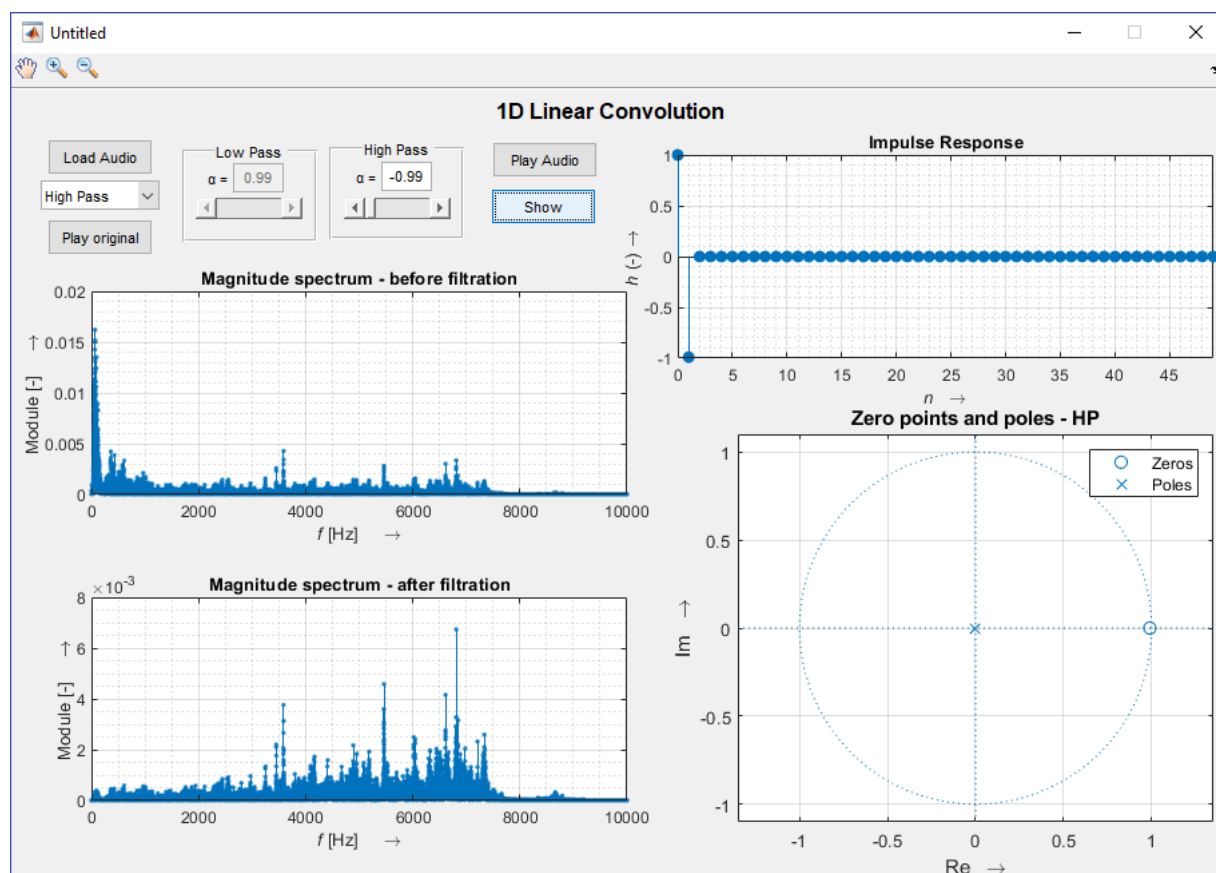 Untitled
1D Linear Convolution
Load Audio
High Pass
Play original
Low Pass
α = 0.99
High Pass
α = -0.99
Play Audio
Show
Impulse Response
1
0.5
0
-0.5
-1
h (-) →
0 5 10 15 20 25 30 35 40 45
n →
Magnitude spectrum - before filtration
0.02
0.015
0.01
0.005
0
Module [-] →
0 2000 4000 6000 8000 10000
f [Hz] →
Magnitude spectrum - after filtration
×10⁻³
8
6
4
2
0
Module [-] →
0 2000 4000 6000 8000 10000
f [Hz] →
Zero points and poles - HP
Zeros
Poles
1
0.5
0
-0.5
-1
Im →
-1 -0.5 0 0.5 1
Re →